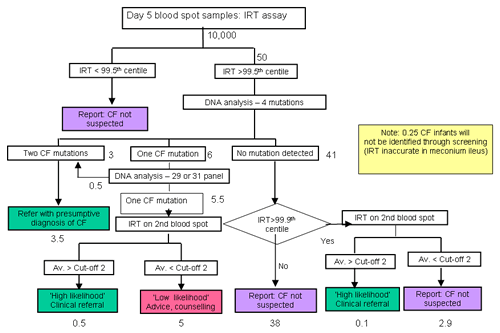 Day 5 blood spot samples: IRT assay
10,000
50
IRT < 99.5th centile
IRT >99.5th centile
Report: CF not
suspected
DNA analysis – 4 mutations
Note: 0.25 CF infants will
not be identified through screening
(IRT inaccurate in meconium ileus)
Two CF mutations
3
One CF mutation
6
No mutation detected
41
0.5
DNA analysis – 29 or 31 panel
One CF mutation
5.5
Refer with presumptive
diagnosis of CF
3.5
IRT on 2nd blood spot
IRT>99.9th
centile
IRT on 2nd blood spot
Yes
No
Av. > Cut-off 2
Av. < Cut-off 2
Av. > Cut-off 2
Av. < Cut-off 2
'High likelihood'
Clinical referral
0.5
'Low likelihood'
Advice, counselling
5
Report: CF not
suspected
38
'High likelihood'
Clinical referral
0.1
Report: CF not
suspected
2.9